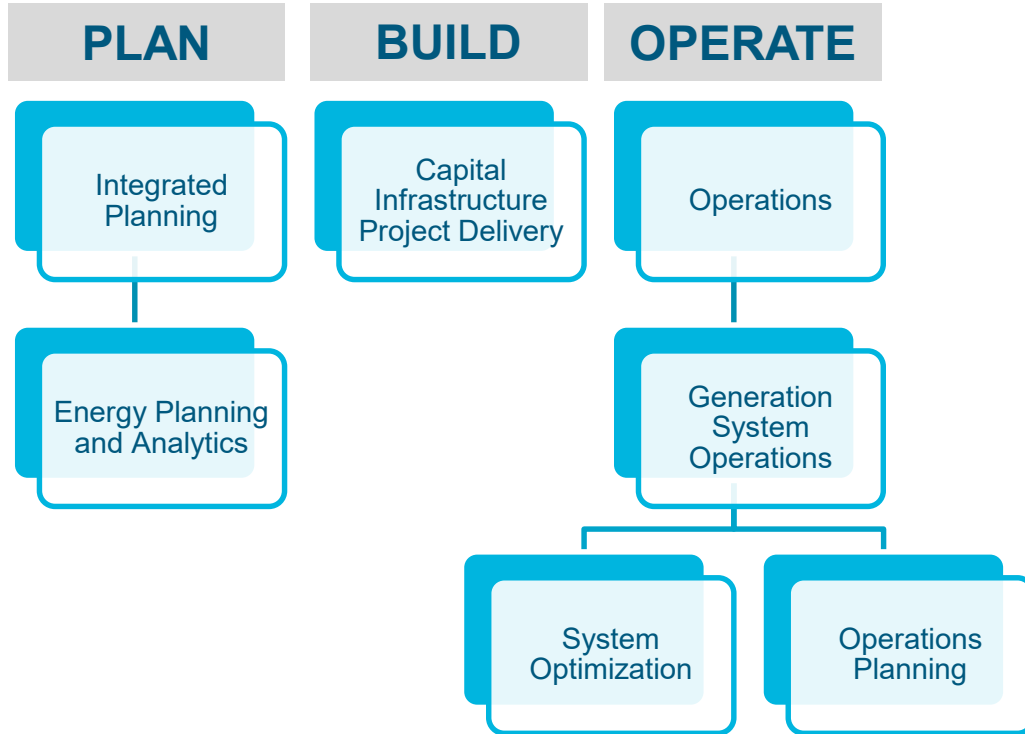 PLAN
BUILD
OPERATE
Integrated
Planning
Capital
Infrastructure
Project Delivery
Operations
Energy Planning
and Analytics
Generation
System
Operations
System
Optimization
Operations
Planning